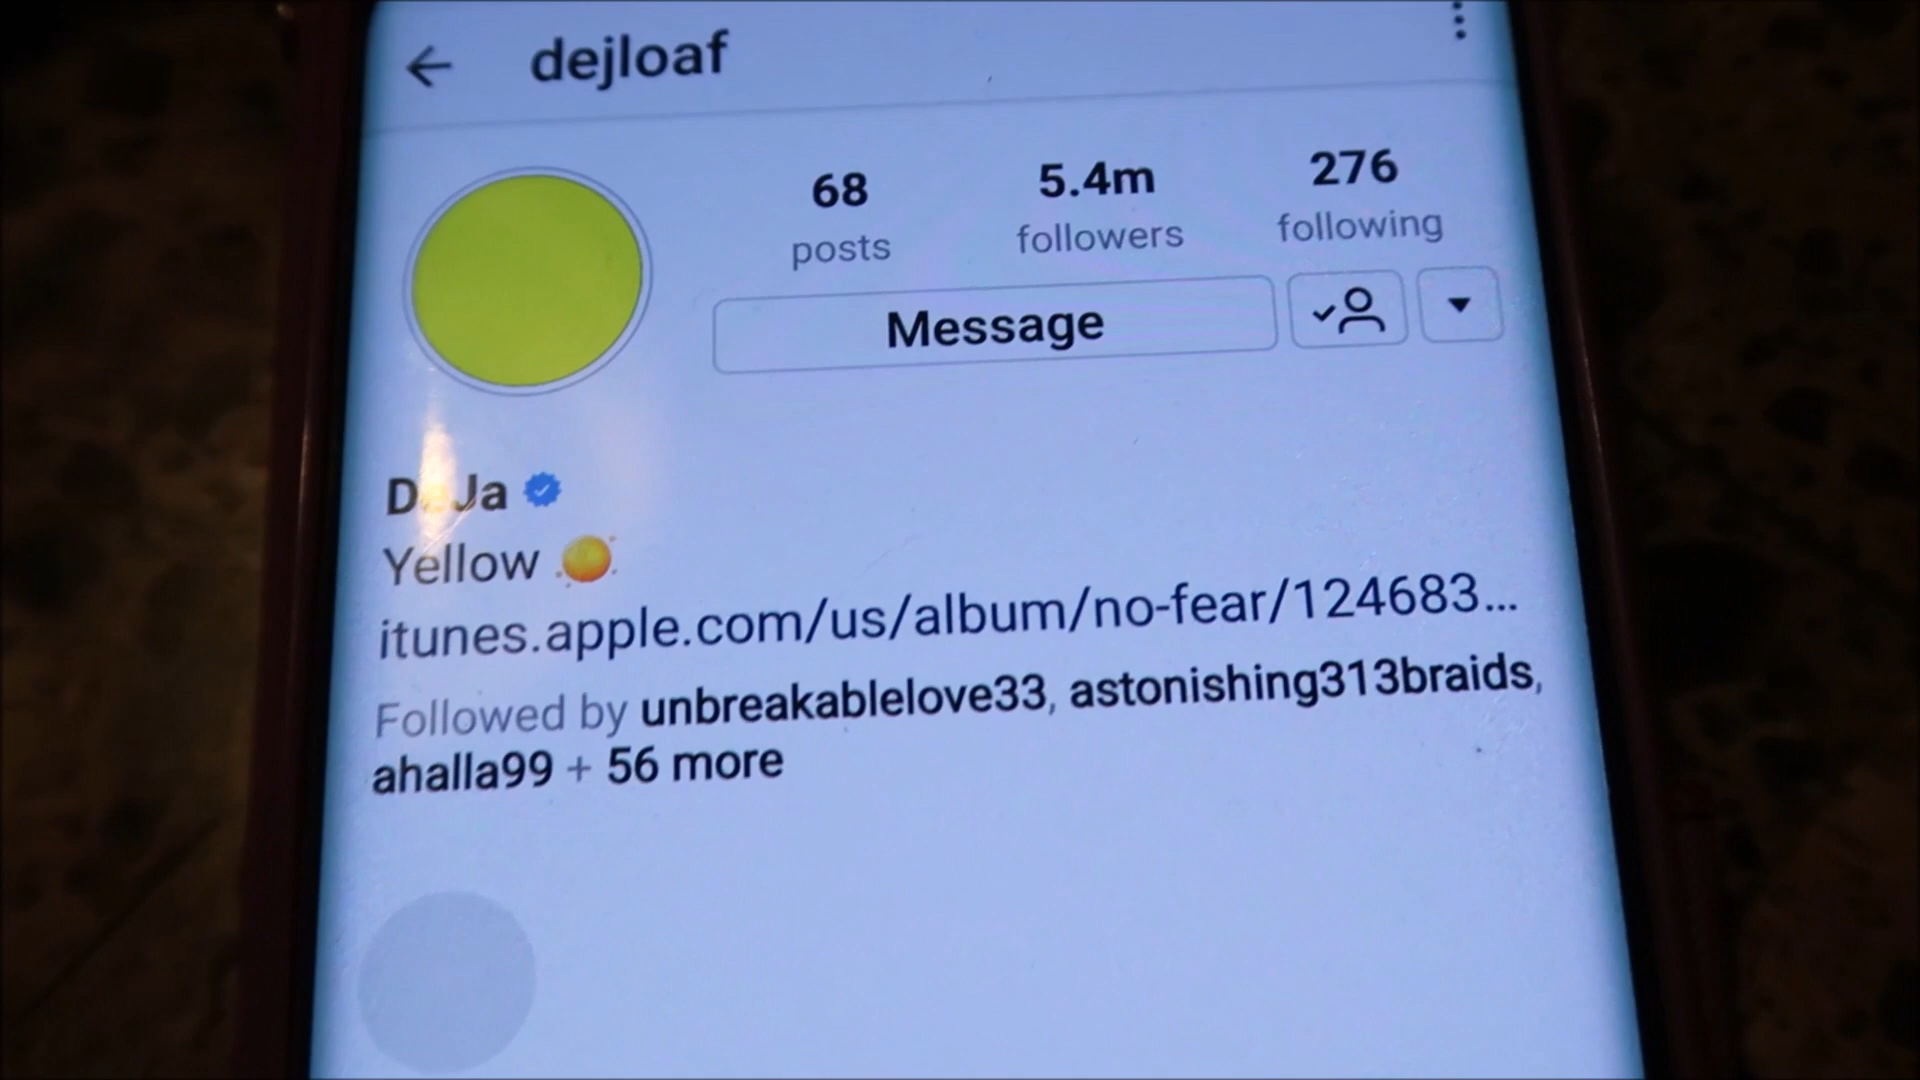 dejloaf
68 5.4m 276
posts followers following
Message
DeJa
Yellow
itunes.apple.com/us/album/no-fear/124683...
Followed by unbreakablelove33, astonishing313braids,
ahalla99 + 56 more